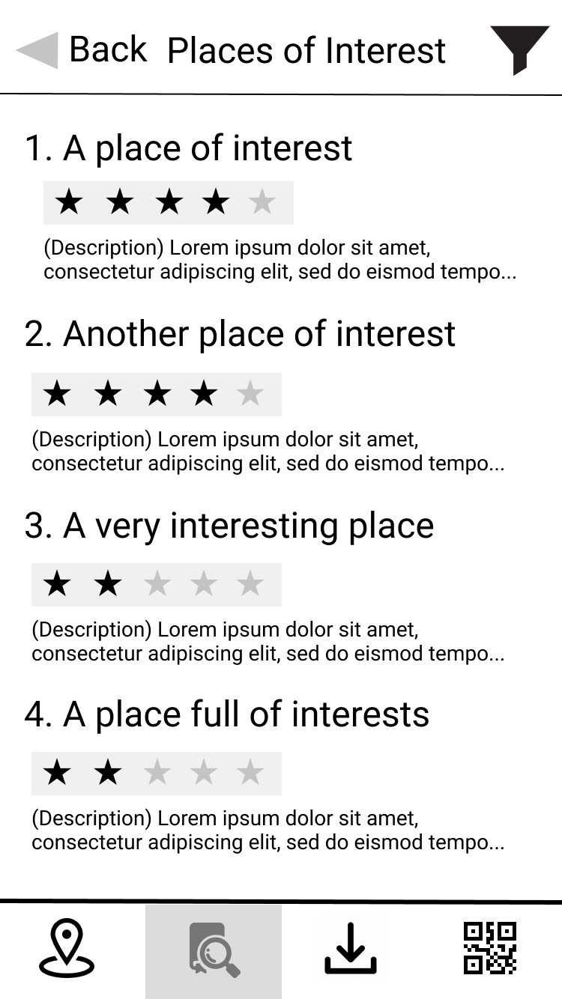 Back Places of Interest
1. A place of interest
(Description) Lorem ipsum dolor sit amet,
consectetur adipiscing elit, sed do eismod tempo...
2. Another place of interest
(Description) Lorem ipsum dolor sit amet,
consectetur adipiscing elit, sed do eismod tempo...
3. A very interesting place
(Description) Lorem ipsum dolor sit amet,
consectetur adipiscing elit, sed do eismod tempo...
4. A place full of interests
(Description) Lorem ipsum dolor sit amet,
consectetur adipiscing elit, sed do eismod tempo...